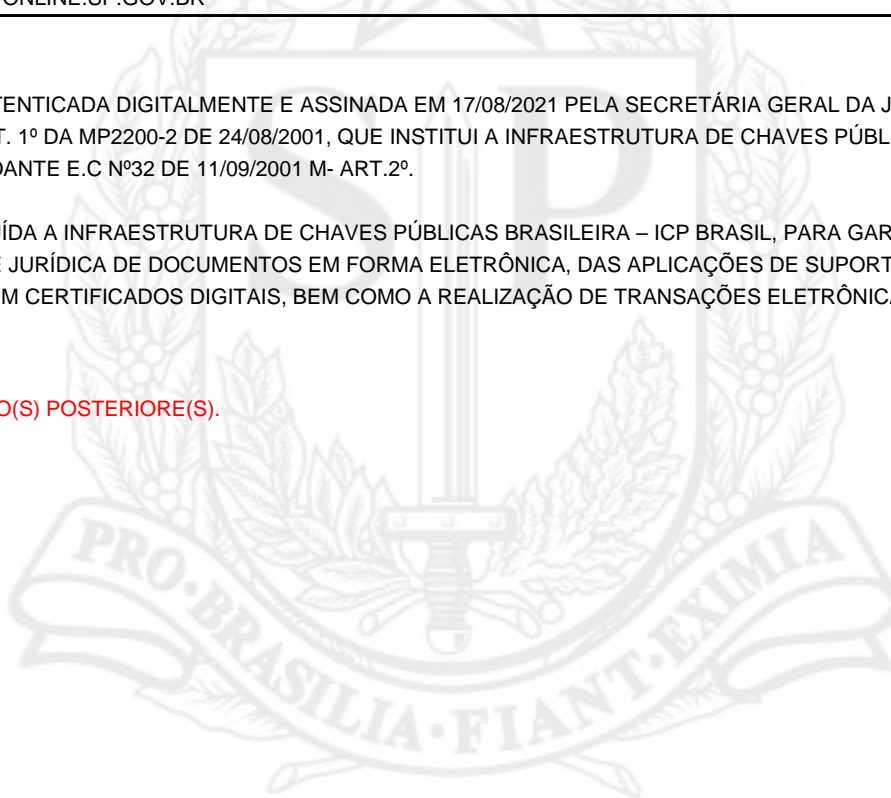 ONLINE.SP.GOV.BR
TENTICADA DIGITALMENTE E ASSINADA EM 17/08/2021 PELA SECRETÁRIA GERAL DA J
T. 1º DA MP2200-2 DE 24/08/2001, QUE INSTITUI A INFRAESTRUTURA DE CHAVES PÚBL
DANTE E.C Nº32 DE 11/09/2001 M- ART.2º.
ÍDA A INFRAESTRUTURA DE CHAVES PÚBLICAS BRASILEIRA – ICP BRASIL, PARA GAR
E JURÍDICA DE DOCUMENTOS EM FORMA ELETRÔNICA, DAS APLICAÇÕES DE SUPORT
M CERTIFICADOS DIGITAIS, BEM COMO A REALIZAÇÃO DE TRANSAÇÕES ELETRÔNICA
O(S) POSTERIORE(S).
SP
PRO·BRASILIA·FIANT·EXIMIA